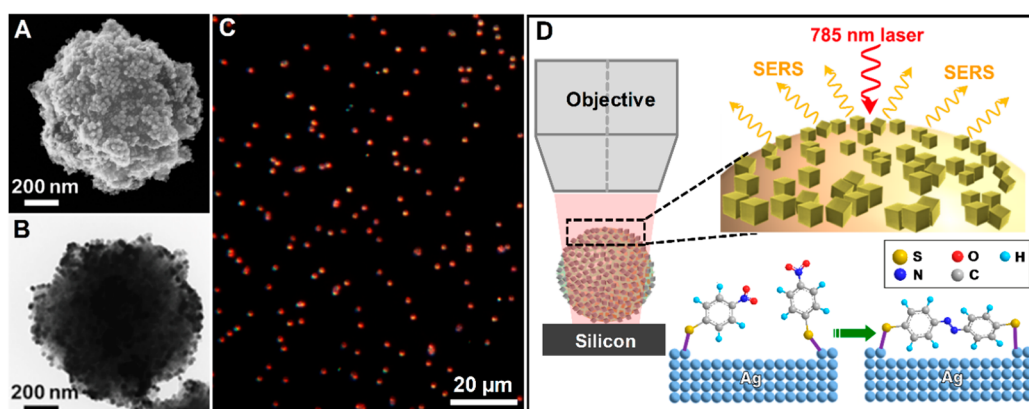 A
200 nm
B
200 nm
C
20 µm
D
785 nm laser
SERS
SERS
Objective
Silicon
S
O
H
N
C
Ag
Ag